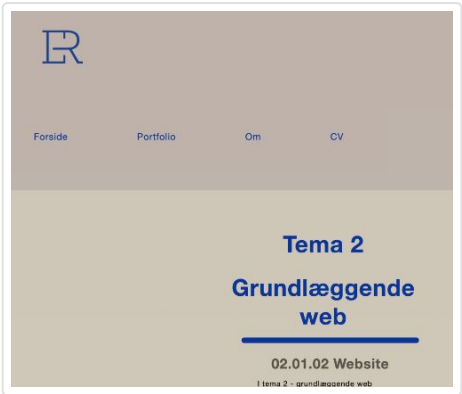 ER
Forside Portfolio Om CV
Tema 2
Grundlæggende
web
02.01.02 Website
I tema 2 - grundlæggende web